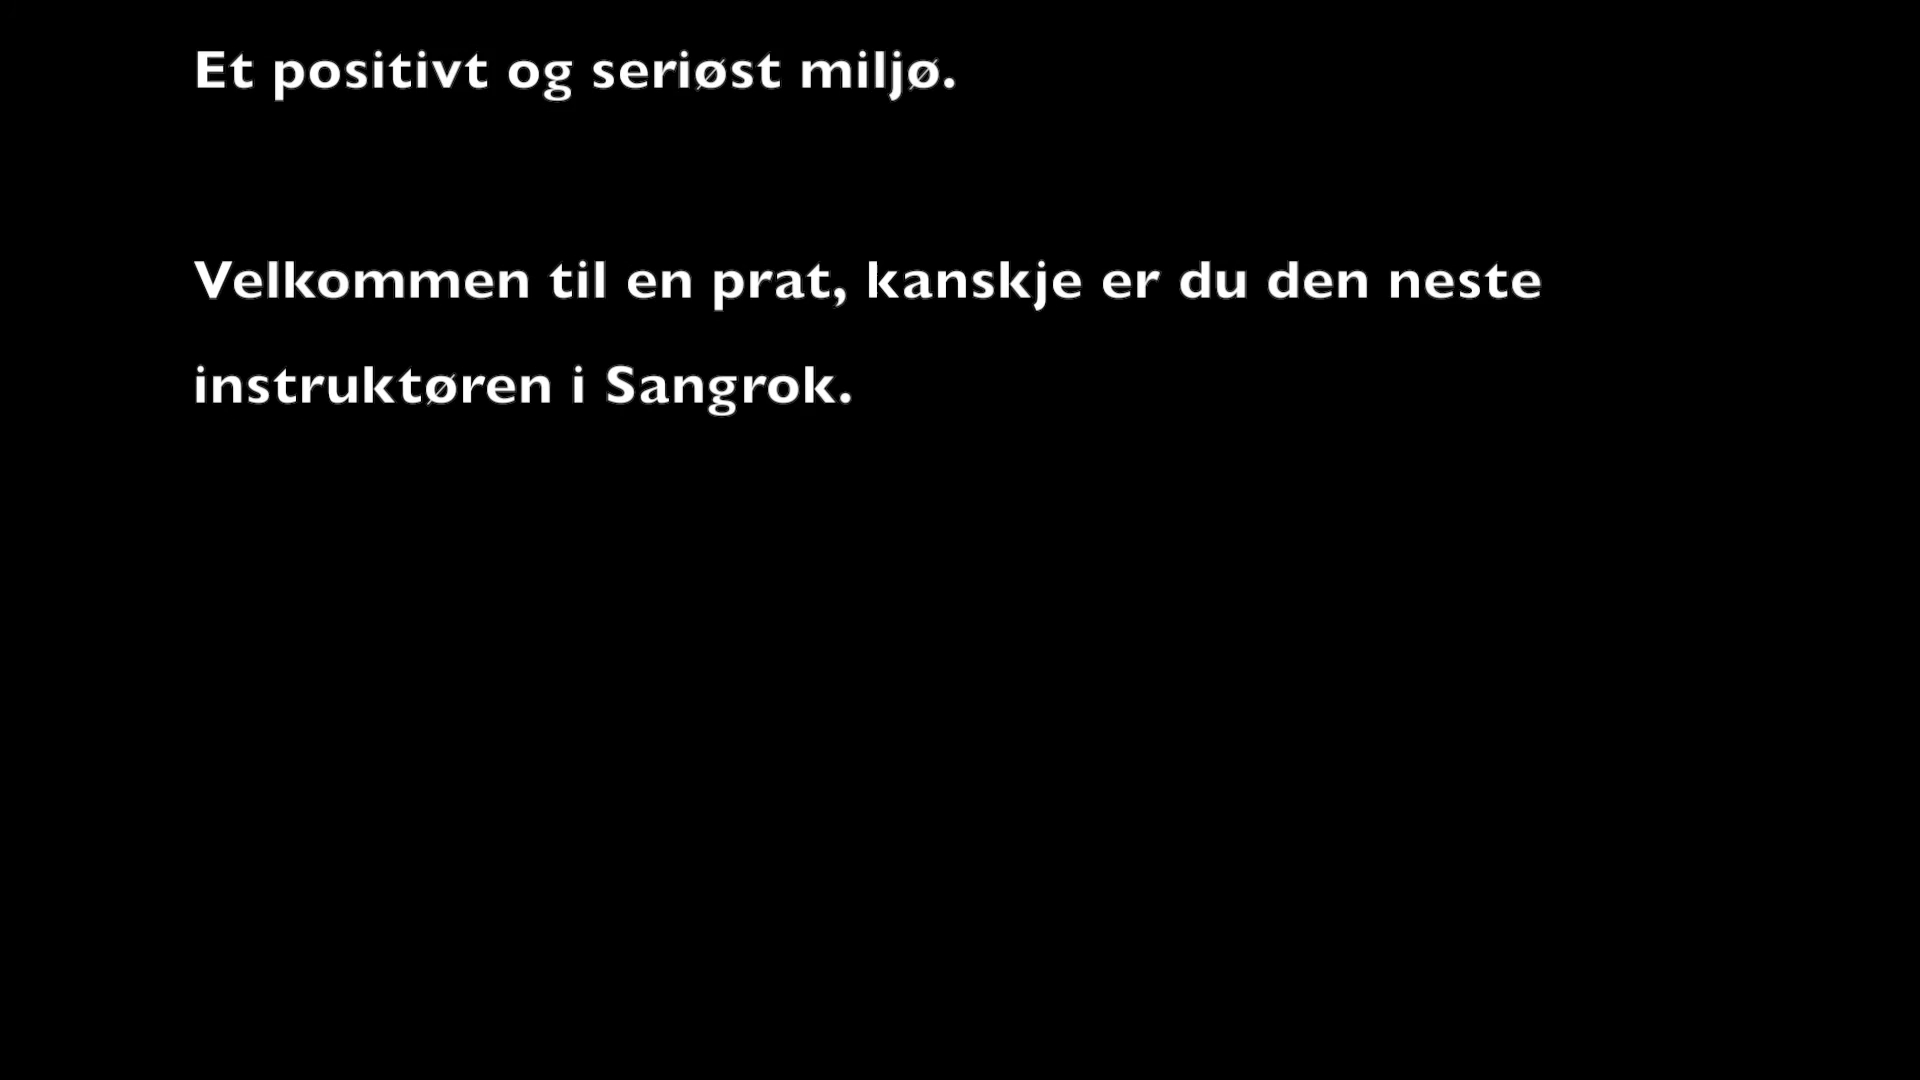 Et positivt og seriøst miljø.
Velkommen til en prat, kanskje er du den neste
instruktøren i Sangrok.